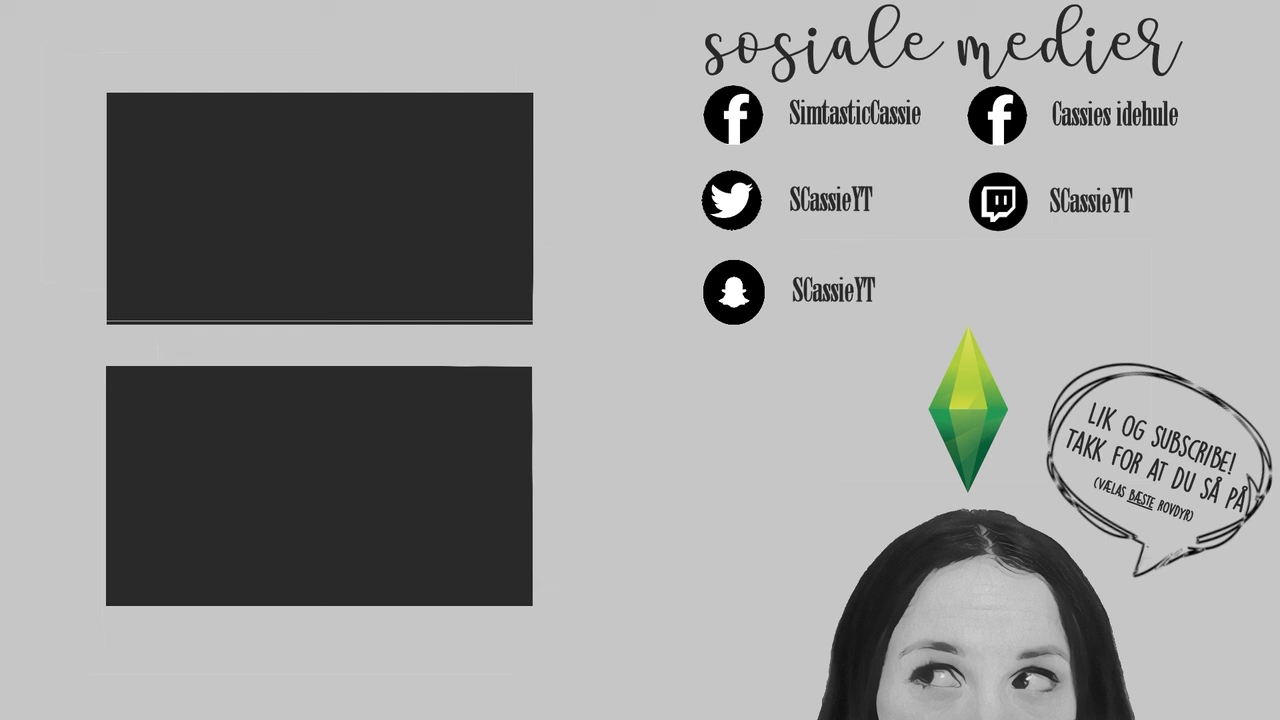 sosiale medier
SimtasticCassie
Cassies idehule
SCassieYT
SCassieYT
SCassieYT
LIK OG SUBSCRIBE!
TAKK FOR AT DU SÅ PÅ
(VÆLAS BÆSTE ROVDYR)